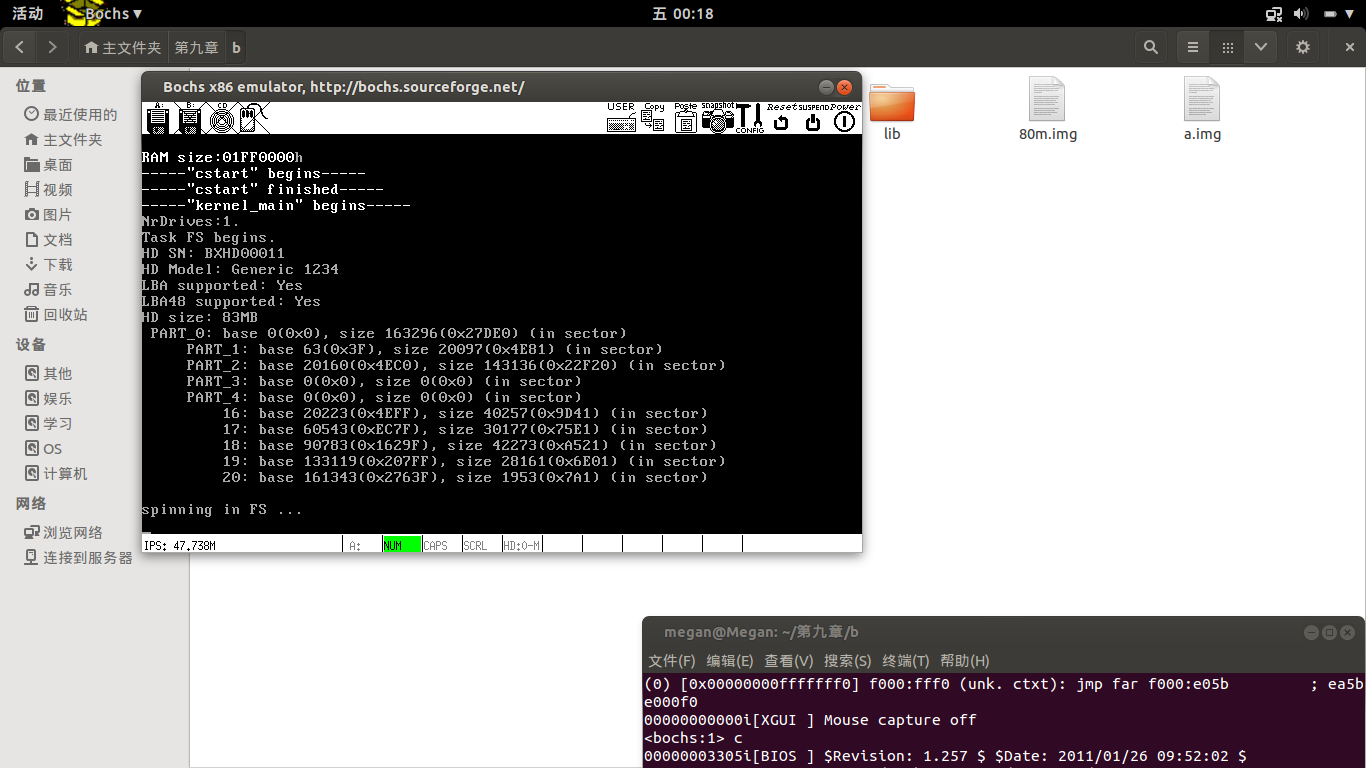 活动 Bochs ▾ 五 00:18
主文件夹 第九章 b
位置
最近使用的
主文件夹
桌面
视频
图片
文档
下载
音乐
回收站
设备
其他
娱乐
学习
OS
计算机
网络
浏览网络
连接到服务器
lib
80m.img
a.img
Bochs x86 emulator, http://bochs.sourceforge.net/
A: B: CD USER Copy Paste snapshot CONFIG Reset SUSPEND Power
RAM size:01FF0000h
-----"cstart" begins-----
-----"cstart" finished-----
-----"kernel_main" begins-----
NrDrives:1.
Task FS begins.
HD SN: BXHD00011
HD Model: Generic 1234
LBA supported: Yes
LBA48 supported: Yes
HD size: 83MB
PART_0: base 0(0x0), size 163296(0x27DE0) (in sector)
PART_1: base 63(0x3F), size 20097(0x4E81) (in sector)
PART_2: base 20160(0x4EC0), size 143136(0x22F20) (in sector)
PART_3: base 0(0x0), size 0(0x0) (in sector)
PART_4: base 0(0x0), size 0(0x0) (in sector)
16: base 20223(0x4EFF), size 40257(0x9D41) (in sector)
17: base 60543(0xEC7F), size 30177(0x75E1) (in sector)
18: base 90783(0x1629F), size 42273(0xA521) (in sector)
19: base 133119(0x207FF), size 28161(0x6E01) (in sector)
20: base 161343(0x2763F), size 1953(0x7A1) (in sector)
spinning in FS ...
IPS: 47.738M A: NUM CAPS SCRL HD:0-M
megan@Megan: ~/第九章/b
文件(F) 编辑(E) 查看(V) 搜索(S) 终端(T) 帮助(H)
(0) [0x00000000fffffff0] f000:fff0 (unk. ctxt): jmp far f000:e05b ; ea5b
e000f0
00000000000i[XGUI ] Mouse capture off
<bochs:1> c
00000003305i[BIOS ] $Revision: 1.257 $ $Date: 2011/01/26 09:52:02 $